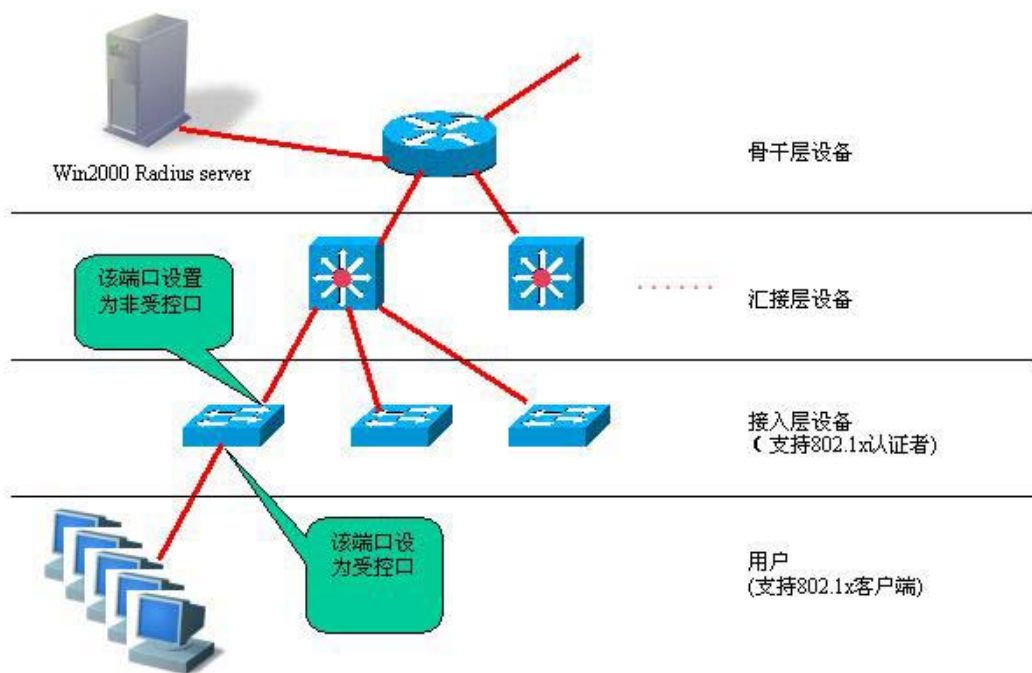 Win2000 Radius server
骨干层设备
该端口设置
为非受控口
汇接层设备
接入层设备
（支持802.1x认证者)
该端口设
为受控口
用户
(支持802.1x客户端)